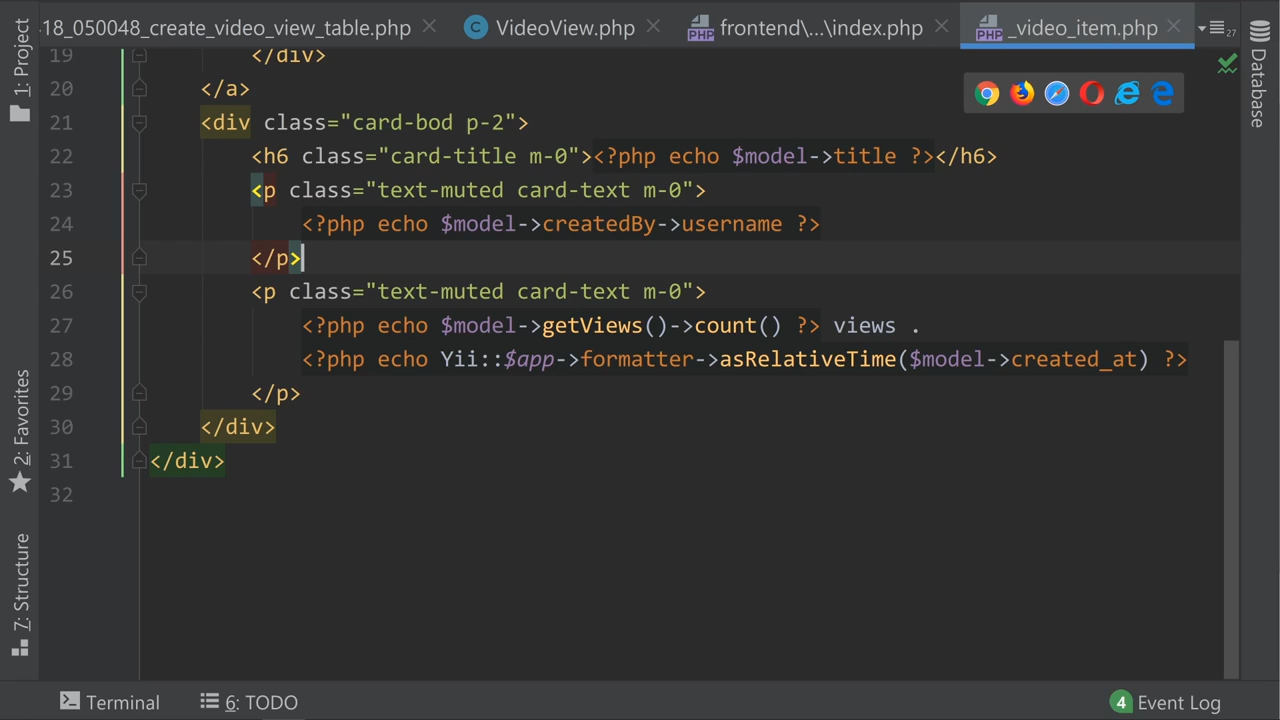 18_050048_create_video_view_table.php
VideoView.php
frontend\...\index.php
_video_item.php
27
1: Project
2: Favorites
7: Structure
Database
19 </div>
20 </a>
21 <div class="card-bod p-2">
22 <h6 class="card-title m-0"><?php echo $model->title ?></h6>
23 <p class="text-muted card-text m-0">
24 <?php echo $model->createdBy->username ?>
25 </p>
26 <p class="text-muted card-text m-0">
27 <?php echo $model->getViews()->count() ?> views .
28 <?php echo Yii::$app->formatter->asRelativeTime($model->created_at) ?>
29 </p>
30 </div>
31 </div>
32
Terminal
6: TODO
4 Event Log